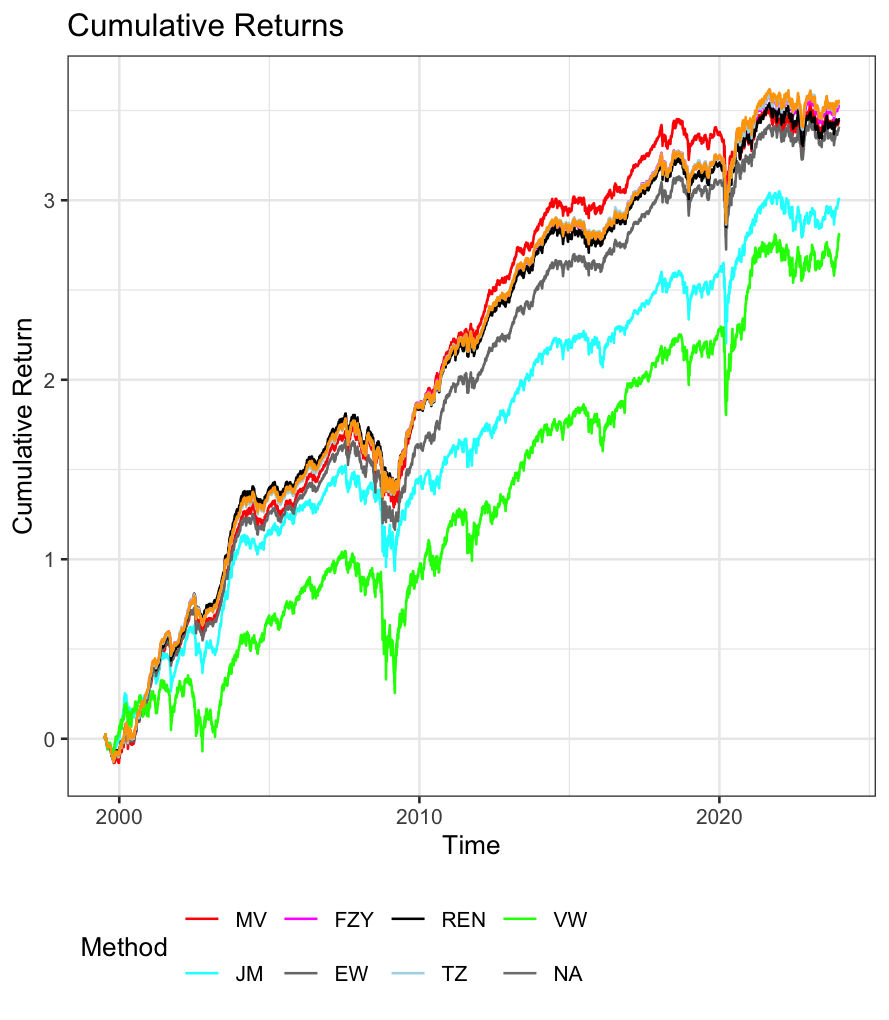 Cumulative Returns
Cumulative Return
3
2
1
0
2000 2010 2020
Time
Method
MV FZY REN VW
JM EW TZ NA